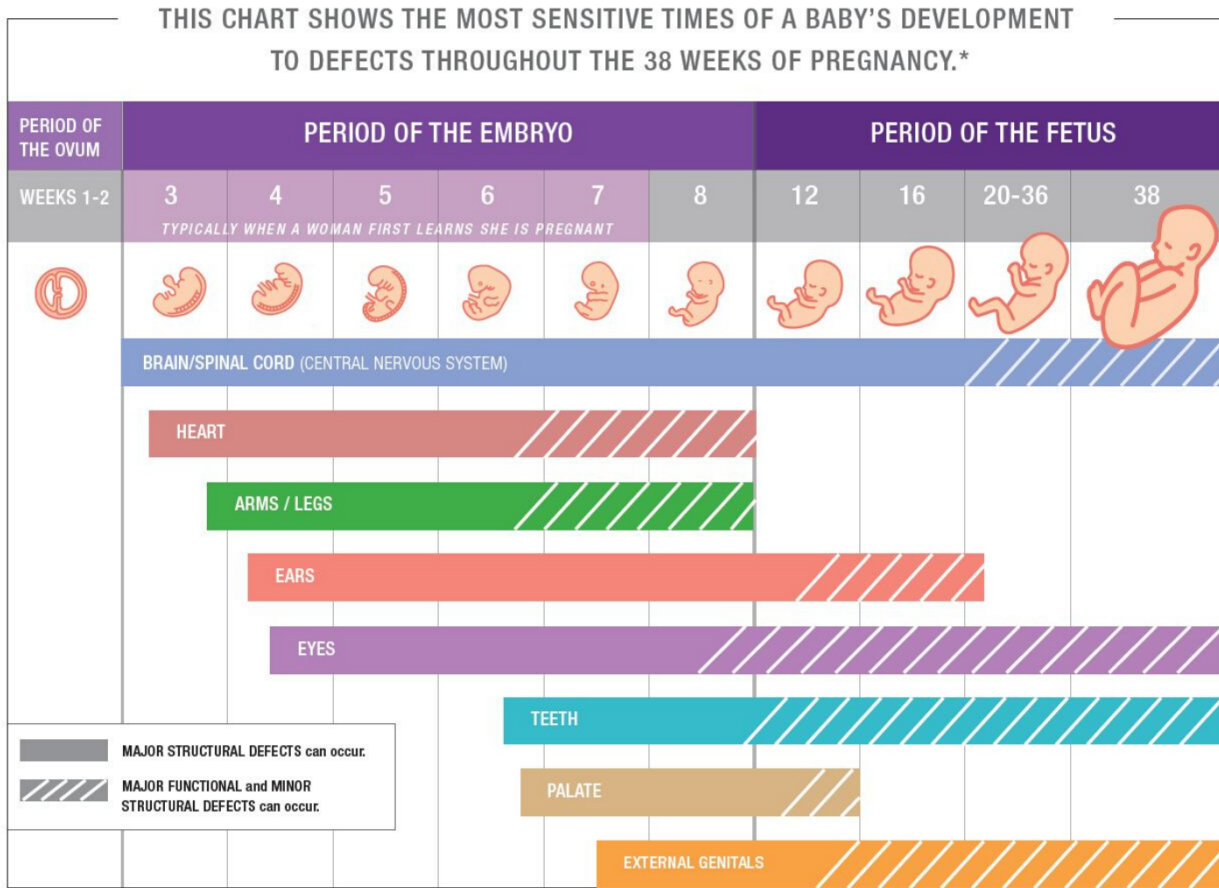 THIS CHART SHOWS THE MOST SENSITIVE TIMES OF A BABY’S DEVELOPMENT
TO DEFECTS THROUGHOUT THE 38 WEEKS OF PREGNANCY.*
PERIOD OF
THE OVUM
PERIOD OF THE EMBRYO
PERIOD OF THE FETUS
WEEKS 1-2
3
4
5
6
7
8
12
16
20-36
38
TYPICALLY WHEN A WOMAN FIRST LEARNS SHE IS PREGNANT
BRAIN/SPINAL CORD (CENTRAL NERVOUS SYSTEM)
HEART
ARMS / LEGS
EARS
EYES
TEETH
PALATE
EXTERNAL GENITALS
MAJOR STRUCTURAL DEFECTS can occur.
MAJOR FUNCTIONAL and MINOR
STRUCTURAL DEFECTS can occur.